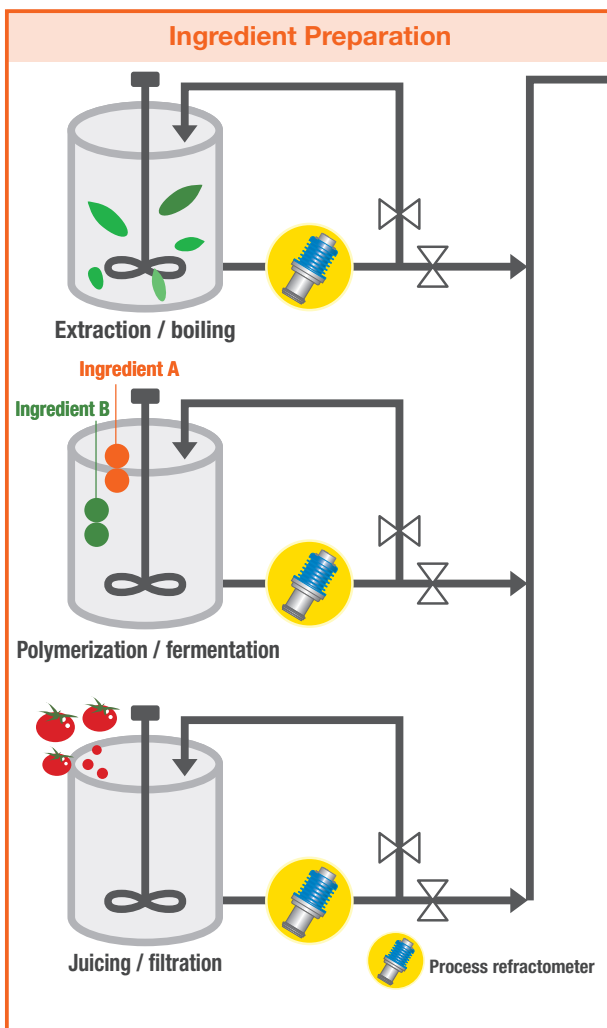 Ingredient Preparation
Extraction / boiling
Ingredient A
Ingredient B
Polymerization / fermentation
Juicing / filtration
Process refractometer